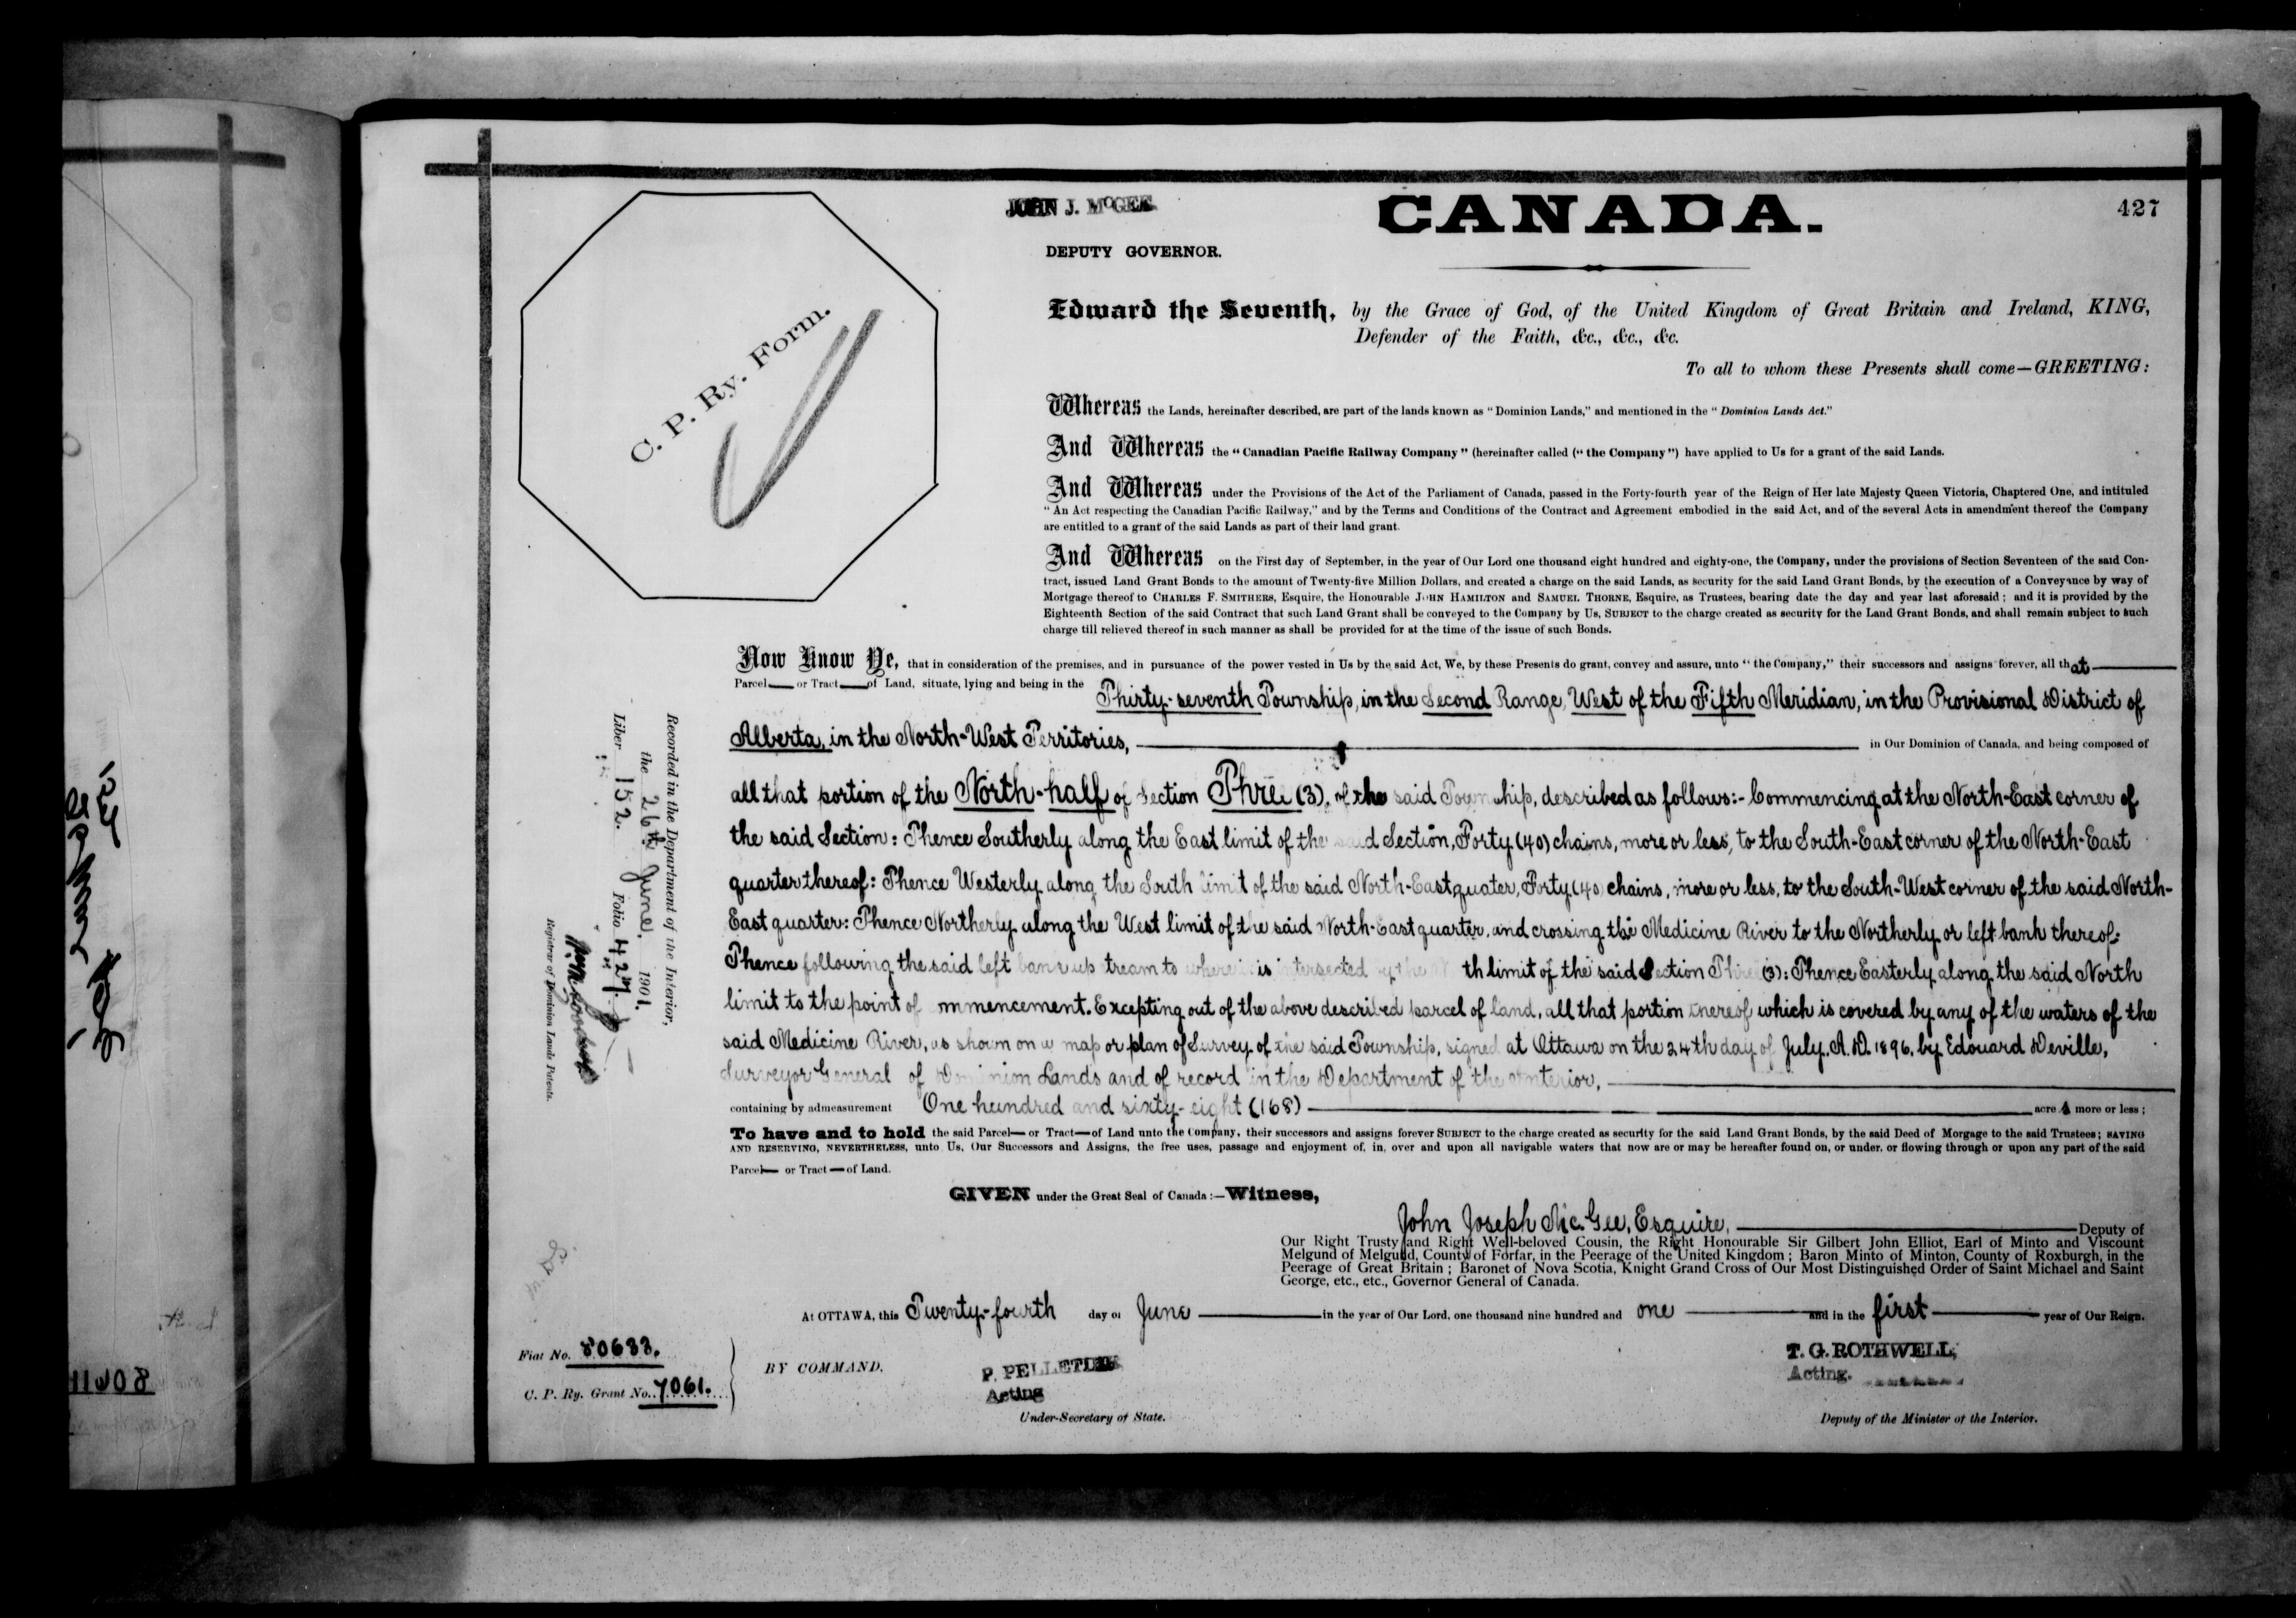 427
JOHN J. McGEE
CANADA.
DEPUTY GOVERNOR.
C. P. Ry. Form.
Edward the Seventh, by the Grace of God, of the United Kingdom of Great Britain and Ireland, KING,
Defender of the Faith, &c., &c., &c.
To all to whom these Presents shall come—GREETING:
Whereas the Lands, hereinafter described, are part of the lands known as "Dominion Lands," and mentioned in the "Dominion Lands Act."
And Whereas the "Canadian Pacific Railway Company" (hereinafter called ("the Company") have applied to Us for a grant of the said Lands.
And Whereas under the Provisions of the Act of the Parliament of Canada, passed in the Forty-fourth year of the Reign of Her late Majesty Queen Victoria, Chaptered One, and intituled
"An Act respecting the Canadian Pacific Railway," and by the Terms and Conditions of the Contract and Agreement embodied in the said Act, and of the several Acts in amendment thereof the Company
are entitled to a grant of the said Lands as part of their land grant.
And Whereas on the First day of September, in the year of Our Lord one thousand eight hundred and eighty-one, the Company, under the provisions of Section Seventeen of the said Con-
tract, issued Land Grant Bonds to the amount of Twenty-five Million Dollars, and created a charge on the said Lands, as security for the said Land Grant Bonds, by the execution of a Conveyance by way of
Mortgage thereof to CHARLES F. SMITHERS, Esquire, the Honourable JOHN HAMILTON and SAMUEL THORNE, Esquire, as Trustees, bearing date the day and year last aforesaid; and it is provided by the
Eighteenth Section of the said Contract that such Land Grant shall be conveyed to the Company by Us, SUBJECT to the charge created as security for the Land Grant Bonds, and shall remain subject to such
charge till relieved thereof in such manner as shall be provided for at the time of the issue of such Bonds.
Now Know Ye, that in consideration of the premises, and in pursuance of the power vested in Us by the said Act, We, by these Presents do grant, convey and assure, unto "the Company," their successors and assigns forever, all that
Parcel — or Tract — of Land, situate, lying and being in the Thirty-seventh Township, in the Second Range, West of the Fifth Meridian, in the Provisional District of
Alberta, in the North-West Territories, in Our Dominion of Canada, and being composed of
all that portion of the North-half of Section Three (3), of the said Township, described as follows:- Commencing at the North-East corner of
the said Section: Thence Southerly along the East limit of the said Section, Forty (40) chains, more or less, to the South-East corner of the North-East
quarter thereof: Thence Westerly along the South limit of the said North-East quater, Forty (40) chains, more or less, to the South-West corner of the said North-
East quarter: Thence Northerly along the West limit of the said North-East quarter, and crossing the Medicine River to the Northerly or left bank thereof:
Thence following the said left bank up stream to where it is intersected by the North limit of the said Section Three (3): Thence Easterly along the said North
limit to the point of ommencement. Excepting out of the above described parcel of land, all that portion thereof which is covered by any of the waters of the
said Medicine River, as shown on a map or plan of Survey of the said Township, signed at Ottawa on the 24th day of July, A.D. 1896, by Edouard Deville,
Surveyor General of Dominion Lands and of record in the Department of the Interior,
containing by admeasurement One hundred and sixty-eight (168) acre more or less;
To have and to hold the said Parcel — or Tract — of Land unto the Company, their successors and assigns forever SUBJECT to the charge created as security for the said Land Grant Bonds, by the said Deed of Morgage to the said Trustees; SAVING
AND RESERVING, NEVERTHELESS, unto Us, Our Successors and Assigns, the free uses, passage and enjoyment of, in, over and upon all navigable waters that now are or may be hereafter found on, or under, or flowing through or upon any part of the said
Parcel — or Tract — of Land.
GIVEN under the Great Seal of Canada:—Witness,
John Joseph McGee, Esquire, Deputy of
Our Right Trusty and Right Well-beloved Cousin, the Right Honourable Sir Gilbert John Elliot, Earl of Minto and Viscount
Melgund of Melgund, County of Forfar, in the Peerage of the United Kingdom; Baron Minto of Minton, County of Roxburgh, in the
Peerage of Great Britain; Baronet of Nova Scotia, Knight Grand Cross of Our Most Distinguished Order of Saint Michael and Saint
George, etc., etc., Governor General of Canada.
At OTTAWA, this Twenty-fourth day of June in the year of Our Lord, one thousand nine hundred and one and in the first year of Our Reign.
BY COMMAND.
P. PELLETIER
Acting
Under-Secretary of State.
T. G. ROTHWELL,
Acting.
Deputy of the Minister of the Interior.
Fiat No. 80633.
C. P. Ry. Grant No. 7061.
Recorded in the Department of the Interior,
the 26th June, 1901.
Liber 152. Folio 427.
Registrar of Dominion Lands Patents.